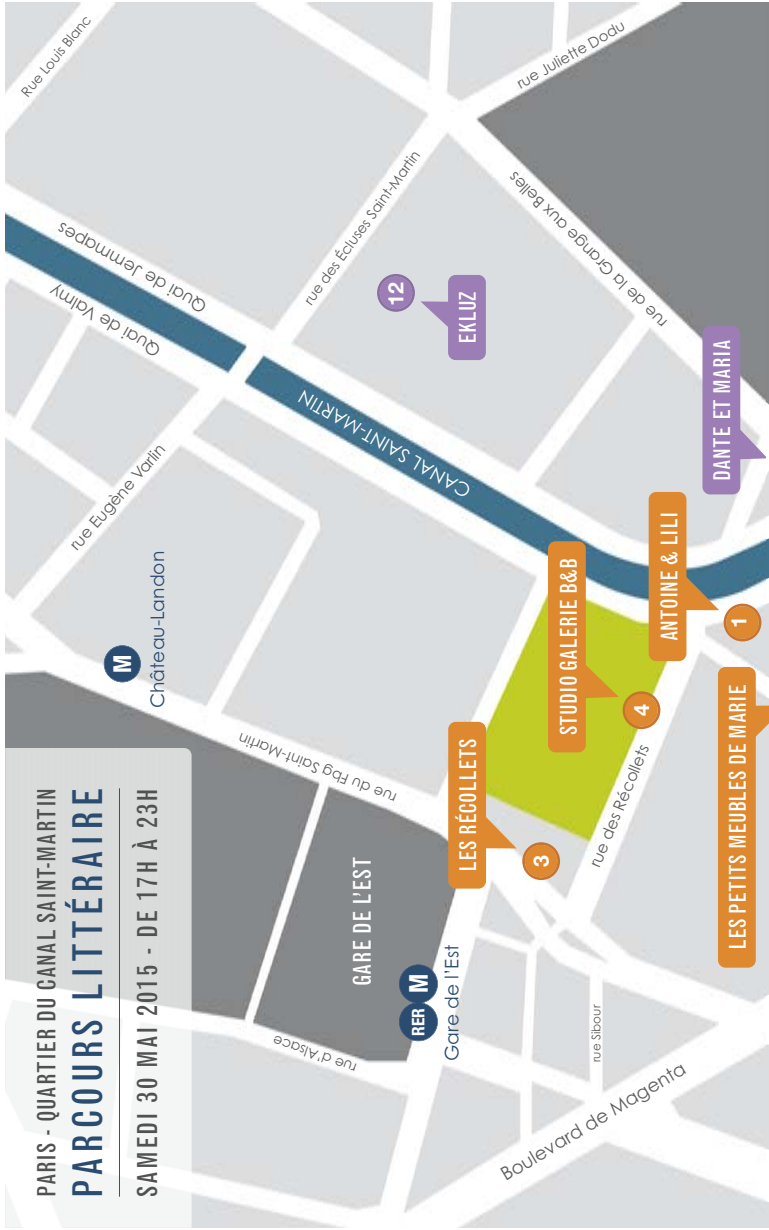 PARIS - QUARTIER DU CANAL SAINT-MARTIN
PARCOURS LITTÉRAIRE
SAMEDI 30 MAI 2015 - DE 17H À 23H
Rue Louis Blanc
rue Juliette Dodu
Quai de Jemmapes
Quai de Valmy
rue des Écluses Saint-Martin
rue de la Grange aux Belles
12
EKLUZ
rue Eugène Varlin
CANAL SAINT-MARTIN
M
Château-Landon
DANTE ET MARIA
rue du Fbg Saint-Martin
STUDIO GALERIE B&B
4
ANTOINE & LILI
1
LES RÉCOLLETS
3
rue des Récollets
LES PETITS MEUBLES DE MARIE
GARE DE L'EST
RER M
Gare de l'Est
rue d'Alsace
rue Sibour
Boulevard de Magenta